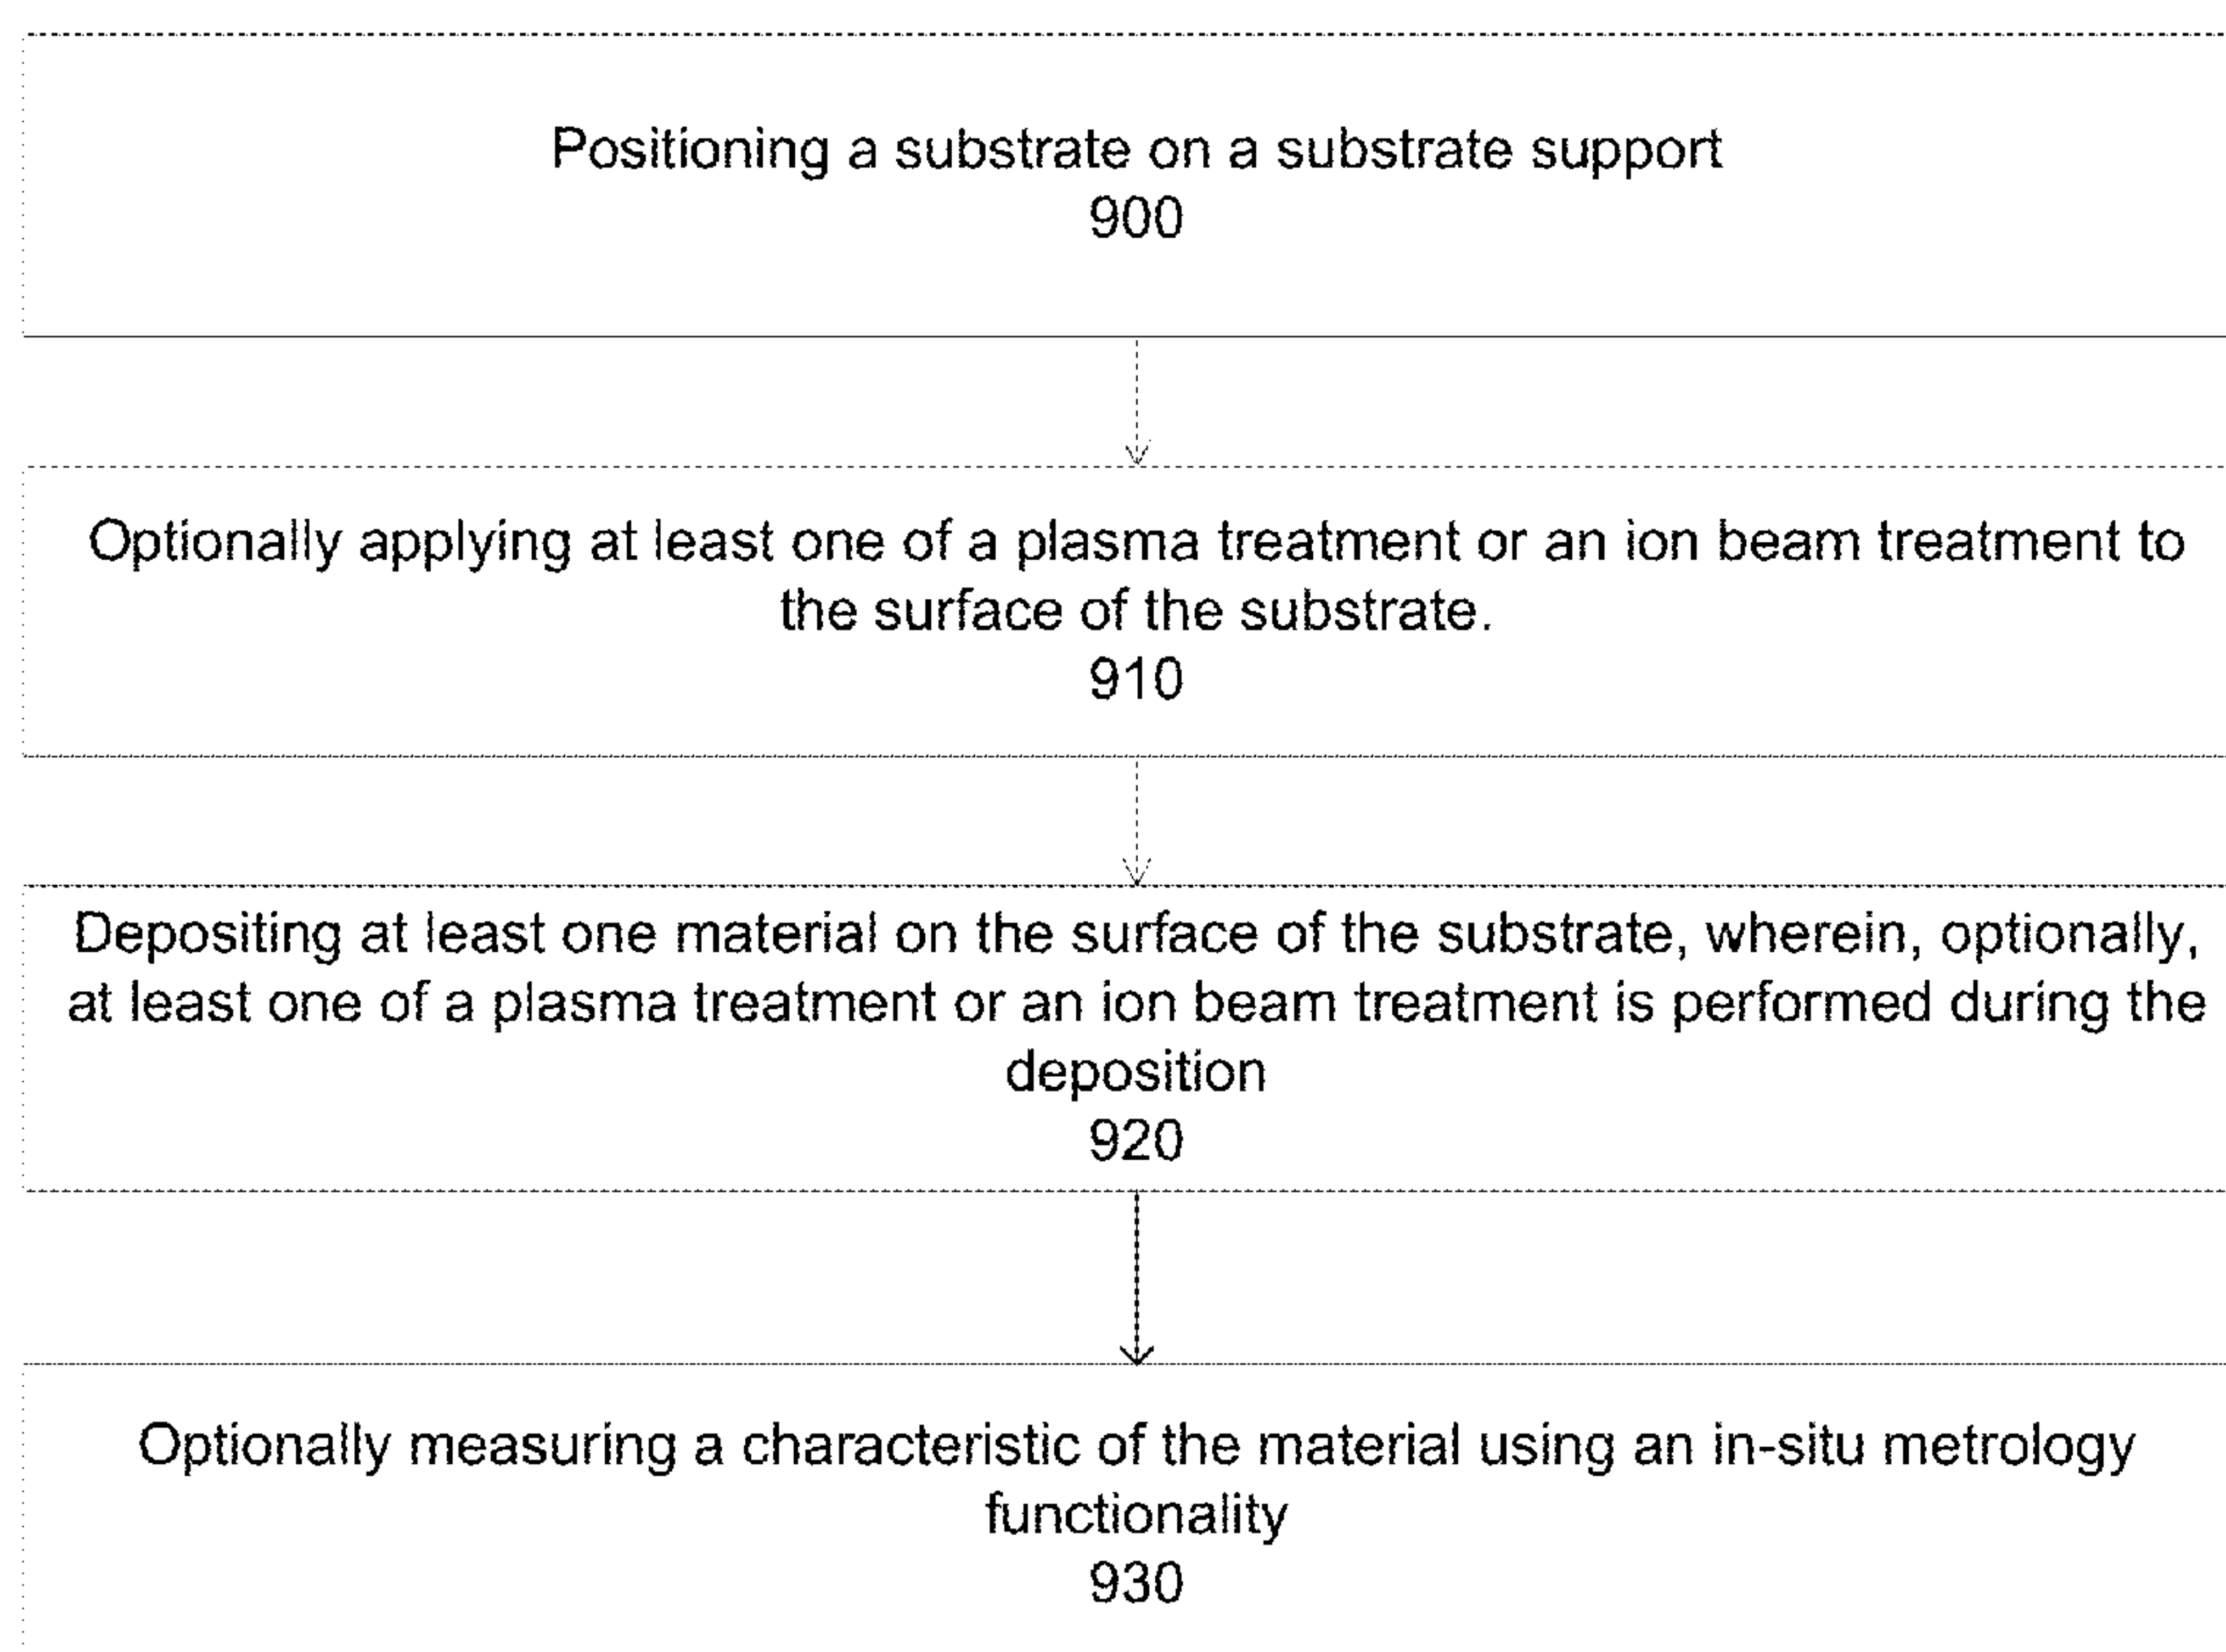 Positioning a substrate on a substrate support
900
Optionally applying at least one of a plasma treatment or an ion beam treatment to
the surface of the substrate.
910
Depositing at least one material on the surface of the substrate, wherein, optionally,
at least one of a plasma treatment or an ion beam treatment is performed during the
deposition
920
Optionally measuring a characteristic of the material using an in-situ metrology
functionality
930